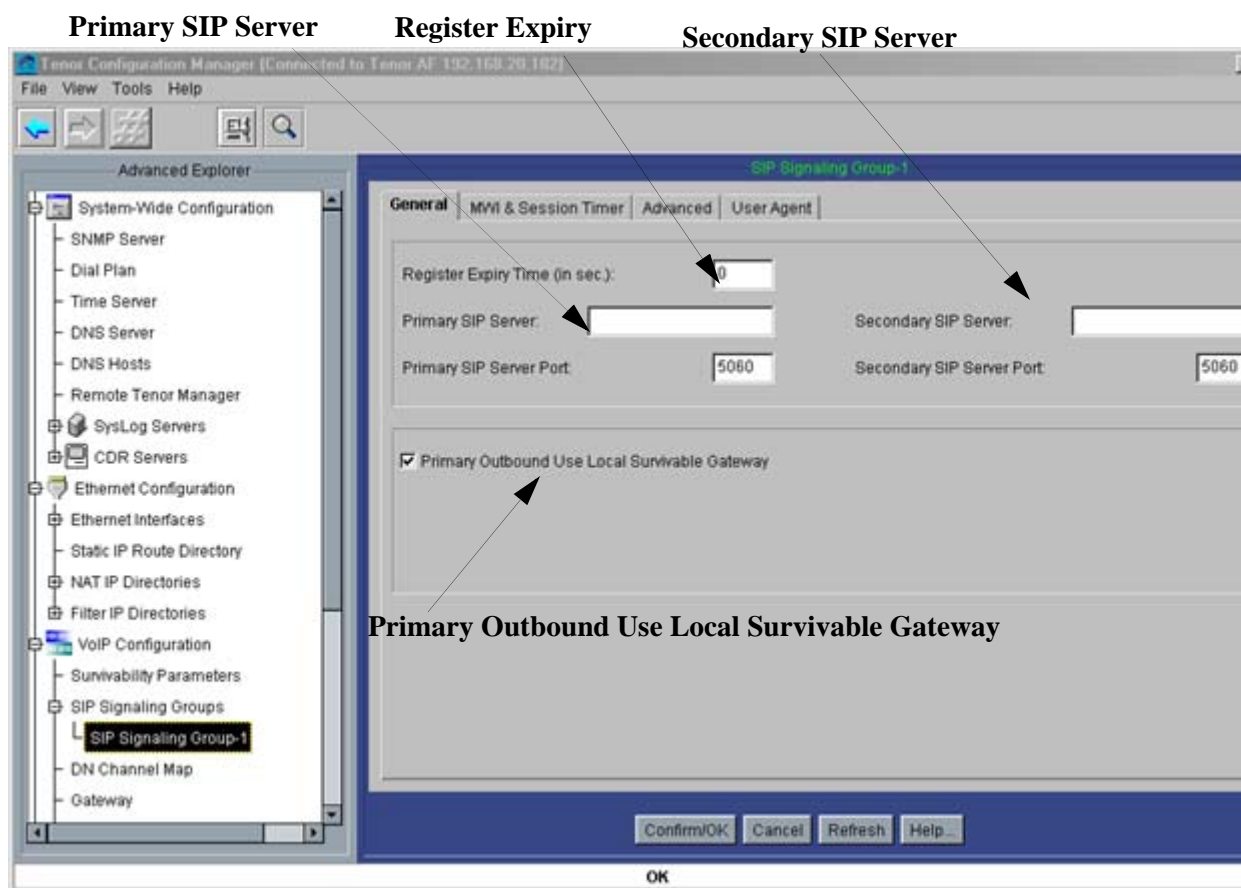 Primary SIP Server
Register Expiry
Secondary SIP Server
Tenor Configuration Manager (Connected to Tenor AF 192.168.20.182)
File View Tools Help
Advanced Explorer
System-Wide Configuration
SNMP Server
Dial Plan
Time Server
DNS Server
DNS Hosts
Remote Tenor Manager
SysLog Servers
CDR Servers
Ethernet Configuration
Ethernet Interfaces
Static IP Route Directory
NAT IP Directories
Filter IP Directories
VoIP Configuration
Survivability Parameters
SIP Signaling Groups
SIP Signaling Group-1
DN Channel Map
Gateway
SIP Signaling Group-1
General MWI & Session Timer Advanced User Agent
Register Expiry Time (in sec.): 0
Primary SIP Server: Secondary SIP Server:
Primary SIP Server Port: 5060 Secondary SIP Server Port: 5060
Primary Outbound Use Local Survivable Gateway
Primary Outbound Use Local Survivable Gateway
Confirm/OK Cancel Refresh Help...
OK